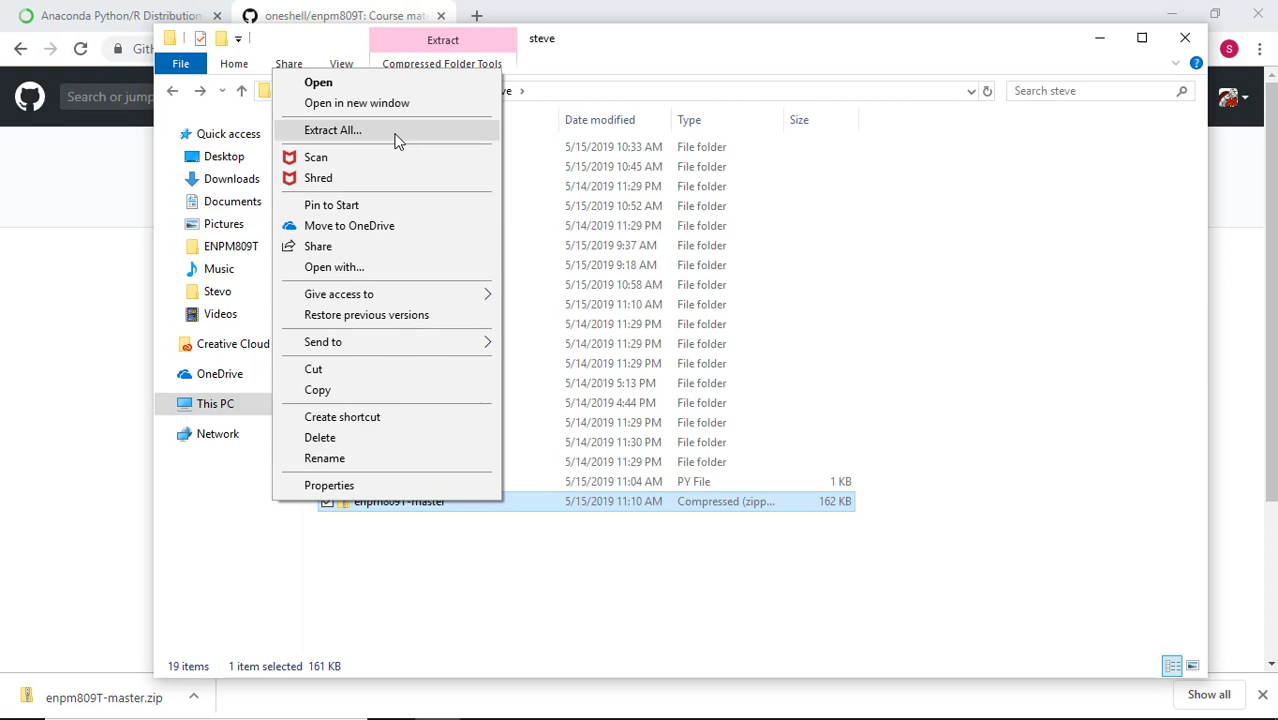 Anaconda Python/R Distribution
oneshell/enpm809T: Course mat
Gith
S
Search or jump
Extract
steve
File
Home
Share
View
Compressed Folder Tools
ve
Search steve
Open
Open in new window
Extract All...
Scan
Shred
Pin to Start
Move to OneDrive
Share
Open with...
Give access to
Restore previous versions
Send to
Cut
Copy
Create shortcut
Delete
Rename
Properties
Quick access
Desktop
Downloads
Documents
Pictures
ENPM809T
Music
Stevo
Videos
Creative Cloud
OneDrive
This PC
Network
Date modified Type Size
5/15/2019 10:33 AM File folder
5/15/2019 10:45 AM File folder
5/14/2019 11:29 PM File folder
5/15/2019 10:52 AM File folder
5/14/2019 11:29 PM File folder
5/15/2019 9:37 AM File folder
5/15/2019 9:18 AM File folder
5/15/2019 10:58 AM File folder
5/15/2019 11:10 AM File folder
5/14/2019 11:29 PM File folder
5/14/2019 11:29 PM File folder
5/14/2019 11:29 PM File folder
5/14/2019 5:13 PM File folder
5/14/2019 4:44 PM File folder
5/14/2019 11:29 PM File folder
5/14/2019 11:30 PM File folder
5/14/2019 11:29 PM File folder
5/15/2019 11:04 AM PY File 1 KB
enpm809T-master 5/15/2019 11:10 AM Compressed (zipp... 162 KB
19 items 1 item selected 161 KB
enpm809T-master.zip
Show all